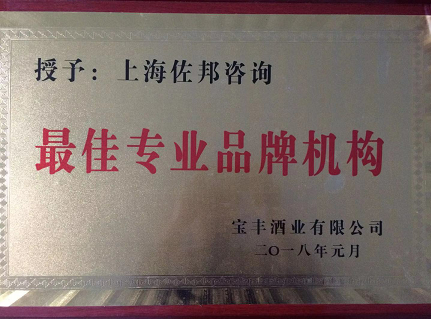 授予：上海佐邦咨询
最佳专业品牌机构
宝丰酒业有限公司
二〇一八年元月